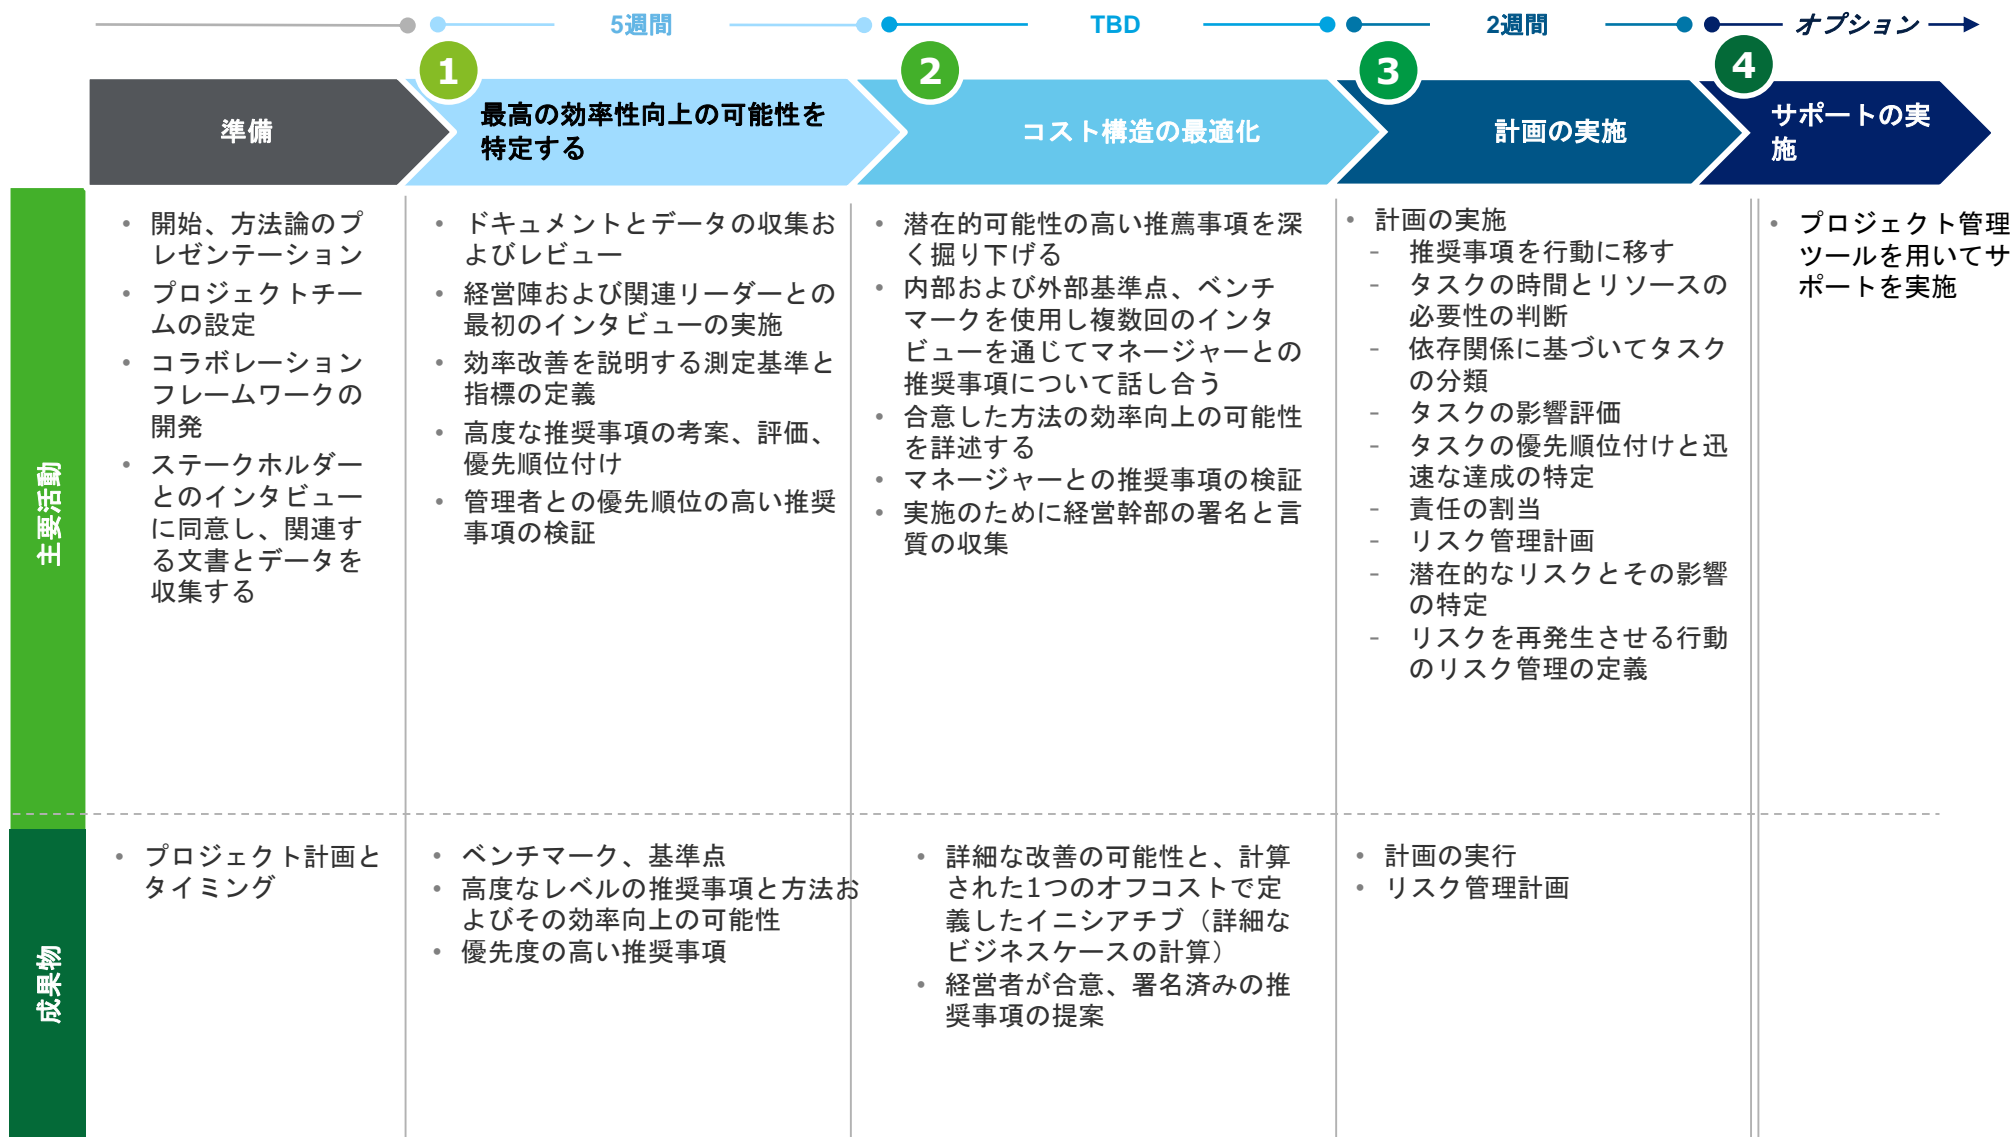 5週間
TBD
2週間
オプション
1
2
3
4
準備
最高の効率性向上の可能性を
特定する
コスト構造の最適化
計画の実施
サポートの実
施
主要活動
• 開始、方法論のプ
レゼンテーション
• プロジェクトチー
ムの設定
• コラボレーション
フレームワークの
開発
• ステークホルダー
とのインタビュー
に同意し、関連す
る文書とデータを
収集する
• ドキュメントとデータの収集お
よびレビュー
• 経営陣および関連リーダーとの
最初のインタビューの実施
• 効率改善を説明する測定基準と
指標の定義
• 高度な推奨事項の考案、評価、
優先順位付け
• 管理者との優先順位の高い推奨
事項の検証
• 潜在的可能性の高い推薦事項を深
く掘り下げる
• 内部および外部基準点、ベンチ
マークを使用し複数回のインタ
ビューを通じてマネージャーとの
推奨事項について話し合う
• 合意した方法の効率向上の可能性
を詳述する
• マネージャーとの推奨事項の検証
• 実施のために経営幹部の署名と言
質の収集
• 計画の実施
- 推奨事項を行動に移す
- タスクの時間とリソースの
必要性の判断
- 依存関係に基づいてタスク
の分類
- タスクの影響評価
- タスクの優先順位付けと迅
速な達成の特定
- 責任の割当
- リスク管理計画
- 潜在的なリスクとその影響
の特定
- リスクを再発生させる行動
のリスク管理の定義
• プロジェクト管理
ツールを用いてサ
ポートを実施
成果物
• プロジェクト計画と
タイミング
• ベンチマーク、基準点
• 高度なレベルの推奨事項と方法お
よびその効率向上の可能性
• 優先度の高い推奨事項
• 詳細な改善の可能性と、計算
された1つのオフコストで定
義したイニシアチブ（詳細な
ビジネスケースの計算）
• 経営者が合意、署名済みの推
奨事項の提案
• 計画の実行
• リスク管理計画